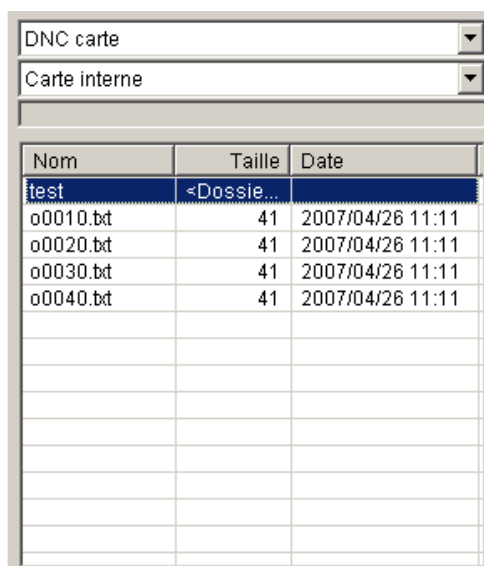 DNC carte
Carte interne
Nom Taille Date
test <Dossie...
o0010.txt 41 2007/04/26 11:11
o0020.txt 41 2007/04/26 11:11
o0030.txt 41 2007/04/26 11:11
o0040.txt 41 2007/04/26 11:11